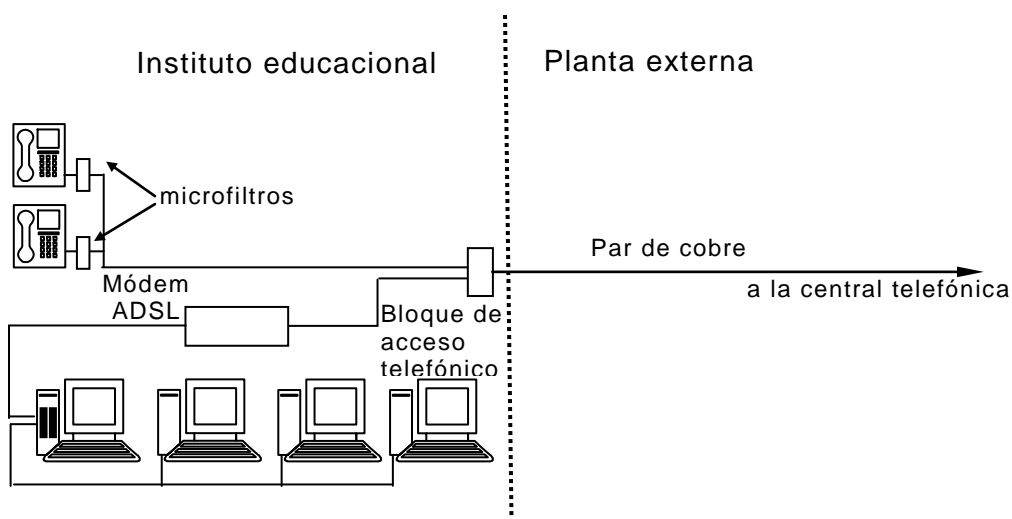 Instituto educacional
Planta externa
microfiltros
Par de cobre
a la central telefónica
Módem
ADSL
Bloque de
acceso
telefónico